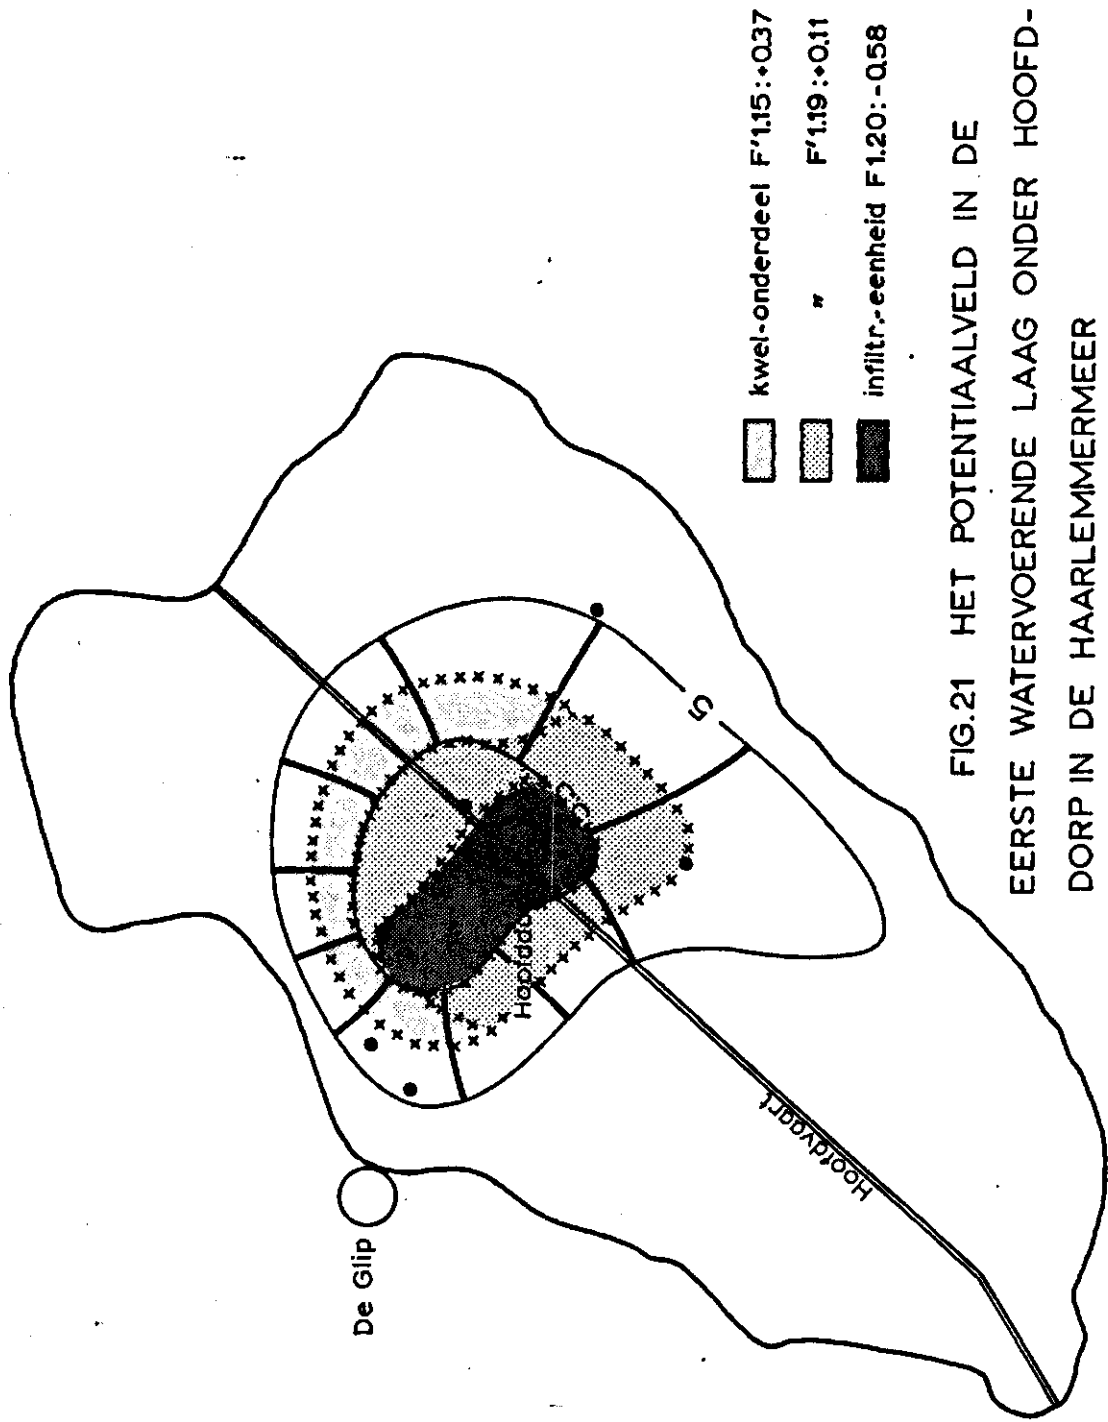 De Glip
Hoofdvaart
5
kwel-onderdeel F'1.15:+0.37
" F'1.19:+0.11
infiltr.-eenheid F1.20:-0.58
FIG.21 HET POTENTIAALVELD IN DE
EERSTE WATERVOERENDE LAAG ONDER HOOFD-
DORP IN DE HAARLEMMERMEER